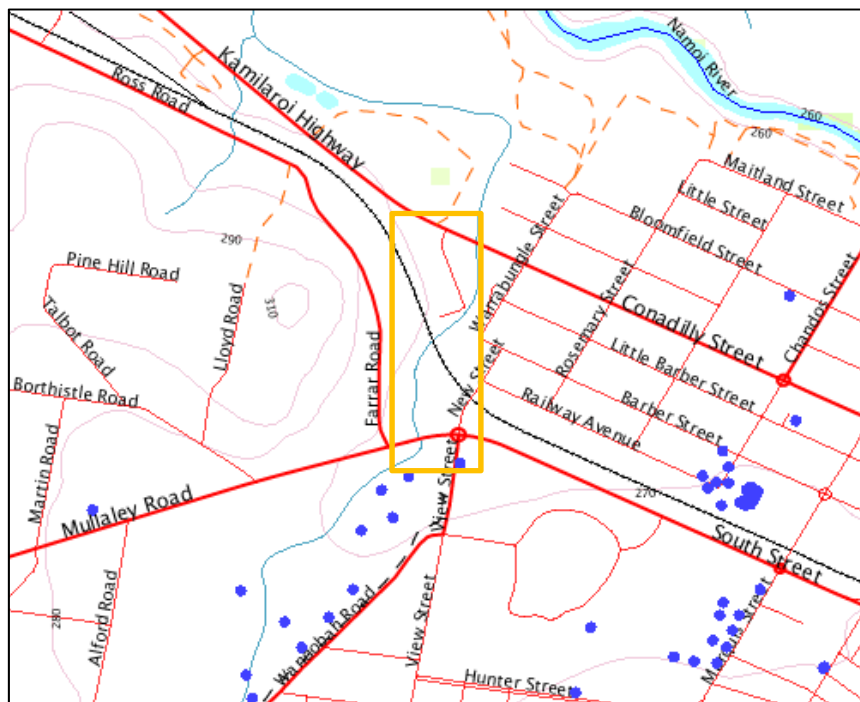 Namoi River
260
260
Kamilaroi Highway
Ross Road
Maitland Street
Little Street
Bloomfield Street
Warrabungle Street
290
Pine Hill Road
310
Lloyd Road
Talbot Road
Rosemary Street
Conadilly Street
Chandos Street
Farrar Road
New Street
Little Barber Street
Borthistle Road
Barber Street
Railway Avenue
Martin Road
Mullaley Road
View Street
270
South Street
280
Alford Road
Wandobah Road
View Street
Marquis Street
Hunter Street